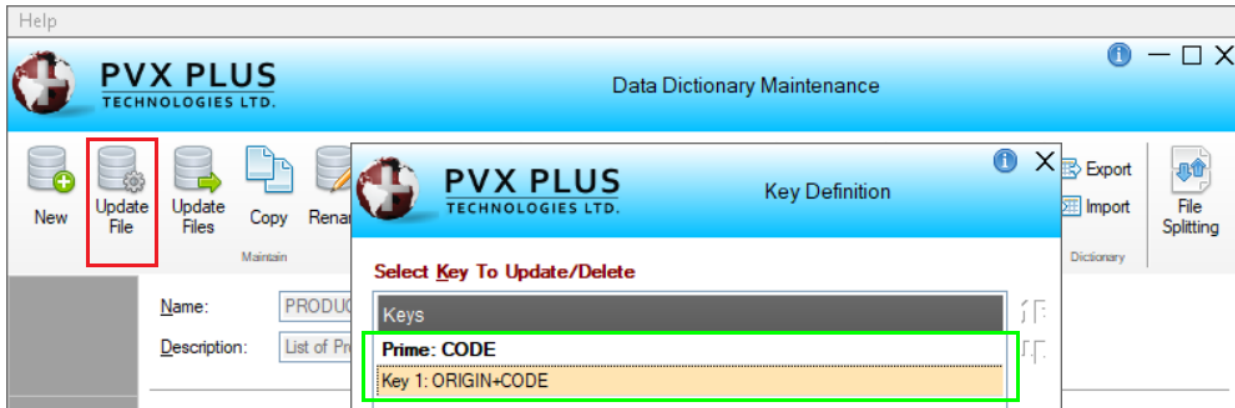 Help
PVX PLUS
TECHNOLOGIES LTD.
Data Dictionary Maintenance
New
Update
File
Update
Files
Copy
Maintain
PVX PLUS
TECHNOLOGIES LTD.
Key Definition
Export
Import
Dictionary
File
Splitting
Select Key To Update/Delete
Name:
Description:
List of
Keys
Prime: CODE
Key 1: ORIGIN+CODE